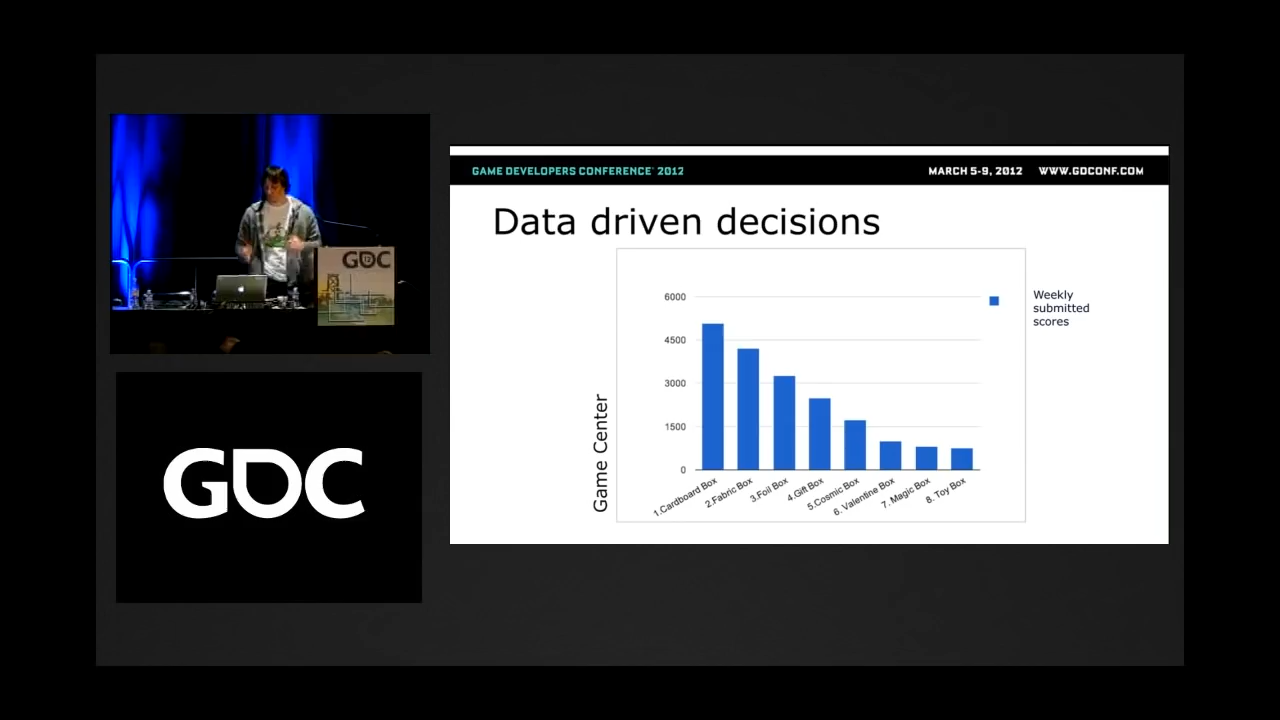 GDC
GDC
GAME DEVELOPERS CONFERENCE® 2012
MARCH 5-9, 2012 WWW.GDCONF.COM
Data driven decisions
Game Center
6000
4500
3000
1500
0
1.Cardboard Box
2.Fabric Box
3.Foil Box
4.Gift Box
5.Cosmic Box
6. Valentine Box
7. Magic Box
8. Toy Box
Weekly
submitted
scores